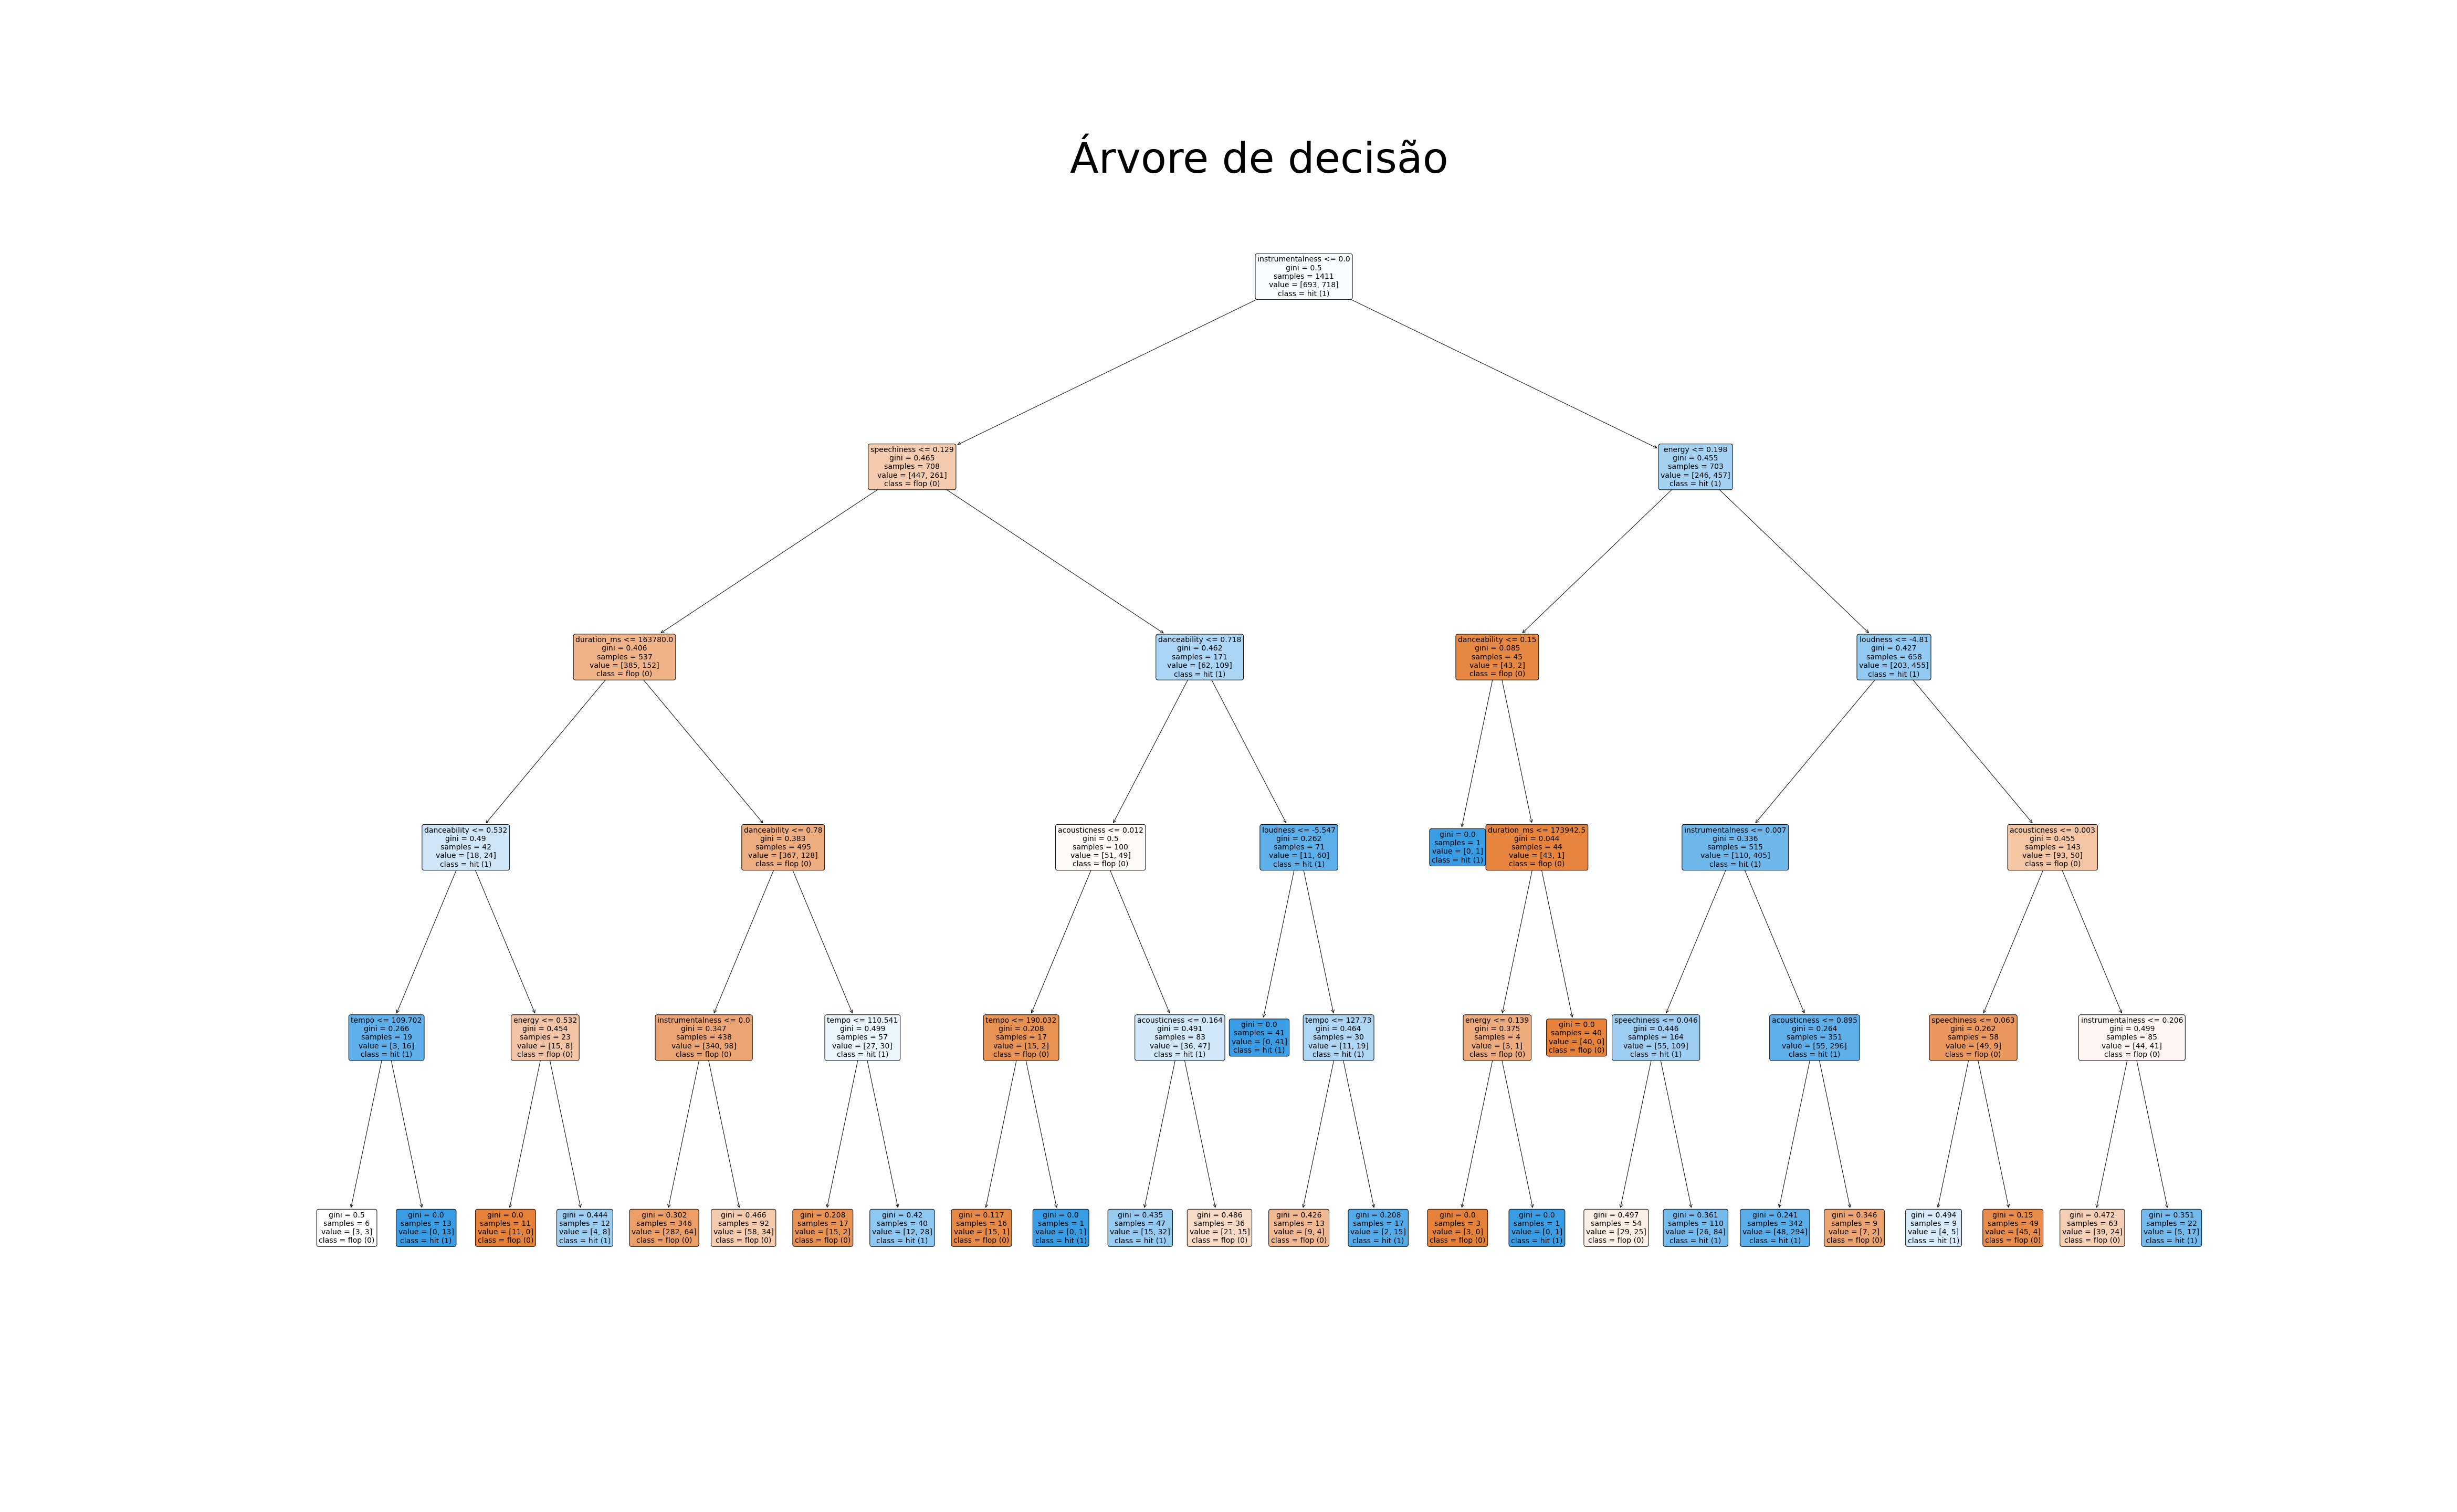 Árvore de decisão
instrumentalness <= 0.0
gini = 0.5
samples = 1411
value = [693, 718]
class = hit (1)
speechiness <= 0.129
gini = 0.465
samples = 708
value = [447, 261]
class = flop (0)
energy <= 0.198
gini = 0.455
samples = 703
value = [246, 457]
class = hit (1)
duration_ms <= 163780.0
gini = 0.406
samples = 537
value = [385, 152]
class = flop (0)
danceability <= 0.718
gini = 0.462
samples = 171
value = [62, 109]
class = hit (1)
danceability <= 0.15
gini = 0.085
samples = 45
value = [43, 2]
class = flop (0)
loudness <= -4.81
gini = 0.427
samples = 658
value = [203, 455]
class = hit (1)
danceability <= 0.532
gini = 0.49
samples = 42
value = [18, 24]
class = hit (1)
danceability <= 0.78
gini = 0.383
samples = 495
value = [367, 128]
class = flop (0)
acousticness <= 0.012
gini = 0.5
samples = 100
value = [51, 49]
class = flop (0)
loudness <= -5.547
gini = 0.262
samples = 71
value = [11, 60]
class = hit (1)
gini = 0.0
samples = 1
value = [0, 1]
class = hit (1)
duration_ms <= 173942.5
gini = 0.044
samples = 44
value = [43, 1]
class = flop (0)
instrumentalness <= 0.007
gini = 0.336
samples = 515
value = [110, 405]
class = hit (1)
acousticness <= 0.003
gini = 0.455
samples = 143
value = [93, 50]
class = flop (0)
tempo <= 109.702
gini = 0.266
samples = 19
value = [3, 16]
class = hit (1)
energy <= 0.532
gini = 0.454
samples = 23
value = [15, 8]
class = flop (0)
instrumentalness <= 0.0
gini = 0.347
samples = 438
value = [340, 98]
class = flop (0)
tempo <= 110.541
gini = 0.499
samples = 57
value = [27, 30]
class = hit (1)
tempo <= 190.032
gini = 0.208
samples = 17
value = [15, 2]
class = flop (0)
acousticness <= 0.164
gini = 0.491
samples = 83
value = [36, 47]
class = hit (1)
gini = 0.0
samples = 41
value = [0, 41]
class = hit (1)
tempo <= 127.73
gini = 0.464
samples = 30
value = [11, 19]
class = hit (1)
energy <= 0.139
gini = 0.375
samples = 4
value = [3, 1]
class = flop (0)
gini = 0.0
samples = 40
value = [40, 0]
class = flop (0)
speechiness <= 0.046
gini = 0.446
samples = 164
value = [55, 109]
class = hit (1)
acousticness <= 0.895
gini = 0.264
samples = 351
value = [55, 296]
class = hit (1)
speechiness <= 0.063
gini = 0.262
samples = 58
value = [49, 9]
class = flop (0)
instrumentalness <= 0.206
gini = 0.499
samples = 85
value = [44, 41]
class = flop (0)
gini = 0.5
samples = 6
value = [3, 3]
class = flop (0)
gini = 0.0
samples = 13
value = [0, 13]
class = hit (1)
gini = 0.0
samples = 11
value = [11, 0]
class = flop (0)
gini = 0.444
samples = 12
value = [4, 8]
class = hit (1)
gini = 0.302
samples = 346
value = [282, 64]
class = flop (0)
gini = 0.466
samples = 92
value = [58, 34]
class = flop (0)
gini = 0.208
samples = 17
value = [15, 2]
class = flop (0)
gini = 0.42
samples = 40
value = [12, 28]
class = hit (1)
gini = 0.117
samples = 16
value = [15, 1]
class = flop (0)
gini = 0.0
samples = 1
value = [0, 1]
class = hit (1)
gini = 0.435
samples = 47
value = [15, 32]
class = hit (1)
gini = 0.486
samples = 36
value = [21, 15]
class = flop (0)
gini = 0.426
samples = 13
value = [9, 4]
class = flop (0)
gini = 0.208
samples = 17
value = [2, 15]
class = hit (1)
gini = 0.0
samples = 3
value = [3, 0]
class = flop (0)
gini = 0.0
samples = 1
value = [0, 1]
class = hit (1)
gini = 0.497
samples = 54
value = [29, 25]
class = flop (0)
gini = 0.361
samples = 110
value = [26, 84]
class = hit (1)
gini = 0.241
samples = 342
value = [48, 294]
class = hit (1)
gini = 0.346
samples = 9
value = [7, 2]
class = flop (0)
gini = 0.494
samples = 9
value = [4, 5]
class = hit (1)
gini = 0.15
samples = 49
value = [45, 4]
class = flop (0)
gini = 0.472
samples = 63
value = [39, 24]
class = flop (0)
gini = 0.351
samples = 22
value = [5, 17]
class = hit (1)